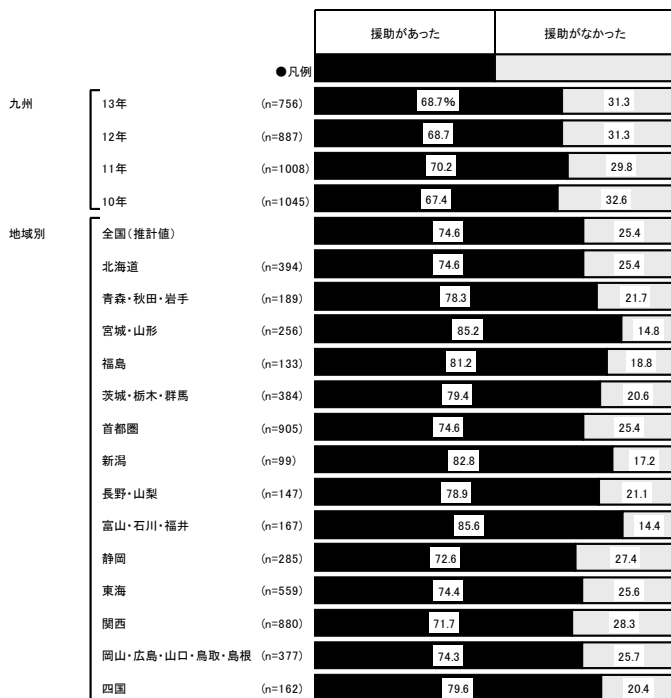 援助があった 援助がなかった
●凡例
九州 13年 (n=756) 68.7% 31.3
12年 (n=887) 68.7 31.3
11年 (n=1008) 70.2 29.8
10年 (n=1045) 67.4 32.6
地域別 全国(推計値) 74.6 25.4
北海道 (n=394) 74.6 25.4
青森・秋田・岩手 (n=189) 78.3 21.7
宮城・山形 (n=256) 85.2 14.8
福島 (n=133) 81.2 18.8
茨城・栃木・群馬 (n=384) 79.4 20.6
首都圏 (n=905) 74.6 25.4
新潟 (n=99) 82.8 17.2
長野・山梨 (n=147) 78.9 21.1
富山・石川・福井 (n=167) 85.6 14.4
静岡 (n=285) 72.6 27.4
東海 (n=559) 74.4 25.6
関西 (n=880) 71.7 28.3
岡山・広島・山口・鳥取・島根 (n=377) 74.3 25.7
四国 (n=162) 79.6 20.4